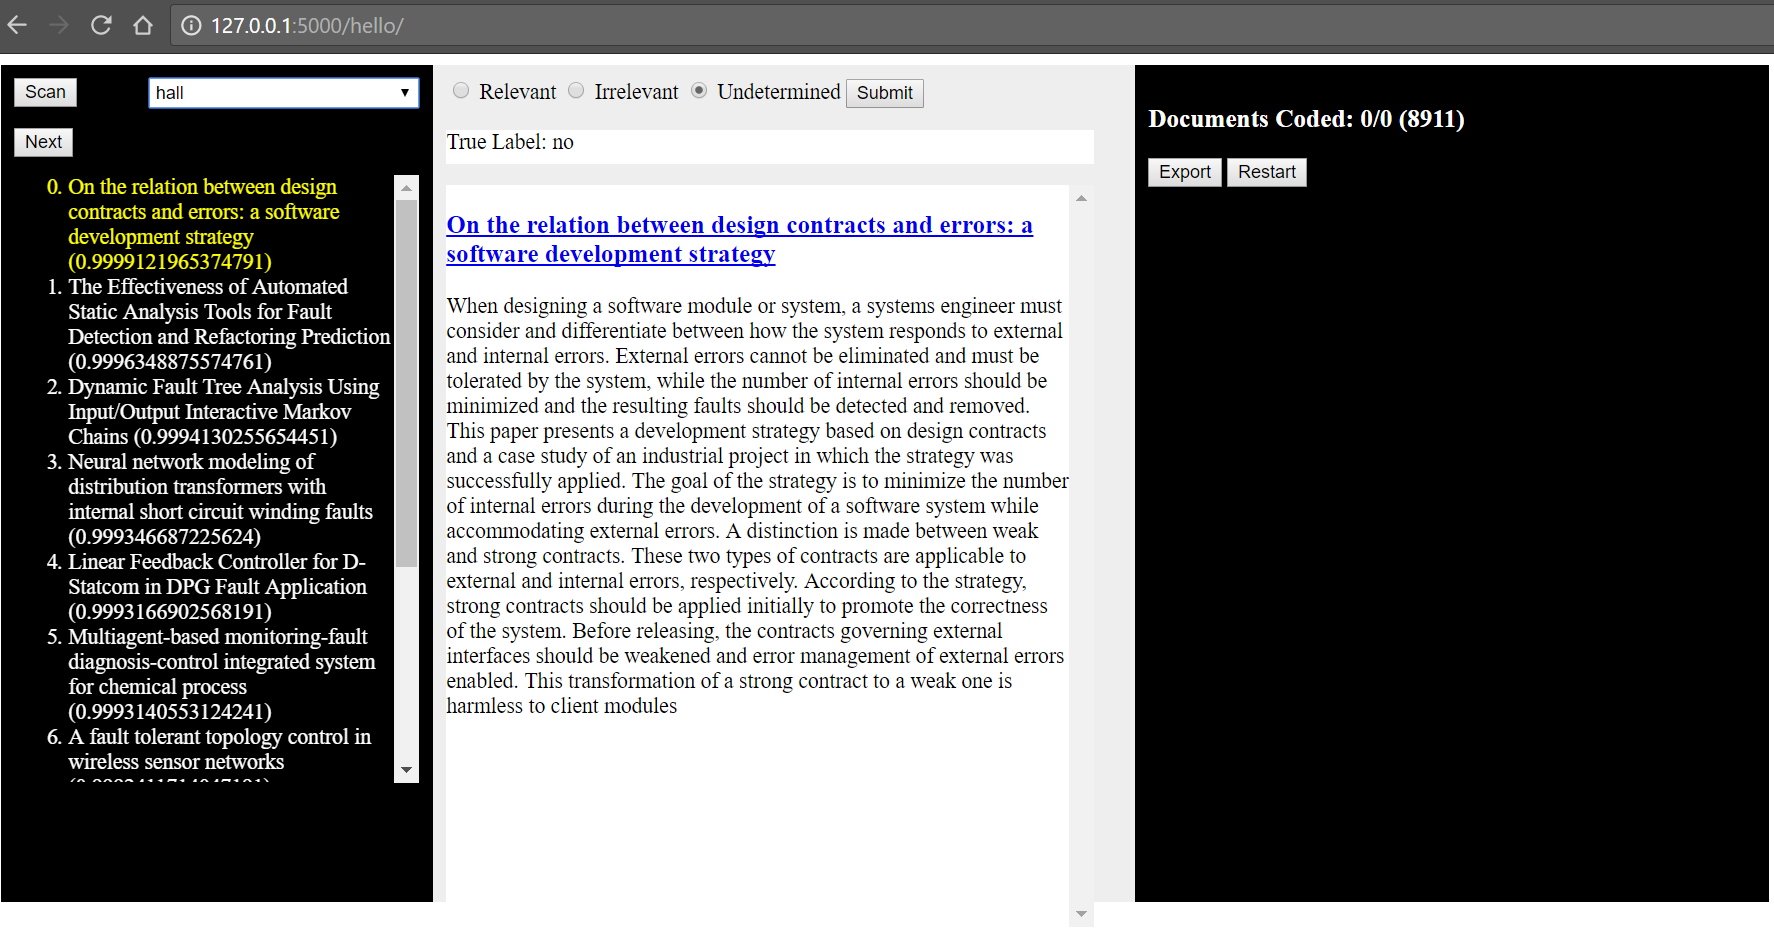 127.0.0.1:5000/hello/
Scan
hall
Next
0. On the relation between design
contracts and errors: a software
development strategy
(0.9999121965374791)
1. The Effectiveness of Automated
Static Analysis Tools for Fault
Detection and Refactoring Prediction
(0.9996348875574761)
2. Dynamic Fault Tree Analysis Using
Input/Output Interactive Markov
Chains (0.9994130255654451)
3. Neural network modeling of
distribution transformers with
internal short circuit winding faults
(0.999346687225624)
4. Linear Feedback Controller for D-
Statcom in DPG Fault Application
(0.9993166902568191)
5. Multiagent-based monitoring-fault
diagnosis-control integrated system
for chemical process
(0.9993140553124241)
6. A fault tolerant topology control in
wireless sensor networks
Relevant Irrelevant Undetermined Submit
True Label: no
On the relation between design contracts and errors: a
software development strategy
When designing a software module or system, a systems engineer must
consider and differentiate between how the system responds to external
and internal errors. External errors cannot be eliminated and must be
tolerated by the system, while the number of internal errors should be
minimized and the resulting faults should be detected and removed.
This paper presents a development strategy based on design contracts
and a case study of an industrial project in which the strategy was
successfully applied. The goal of the strategy is to minimize the number
of internal errors during the development of a software system while
accommodating external errors. A distinction is made between weak
and strong contracts. These two types of contracts are applicable to
external and internal errors, respectively. According to the strategy,
strong contracts should be applied initially to promote the correctness
of the system. Before releasing, the contracts governing external
interfaces should be weakened and error management of external errors
enabled. This transformation of a strong contract to a weak one is
harmless to client modules
Documents Coded: 0/0 (8911)
Export Restart